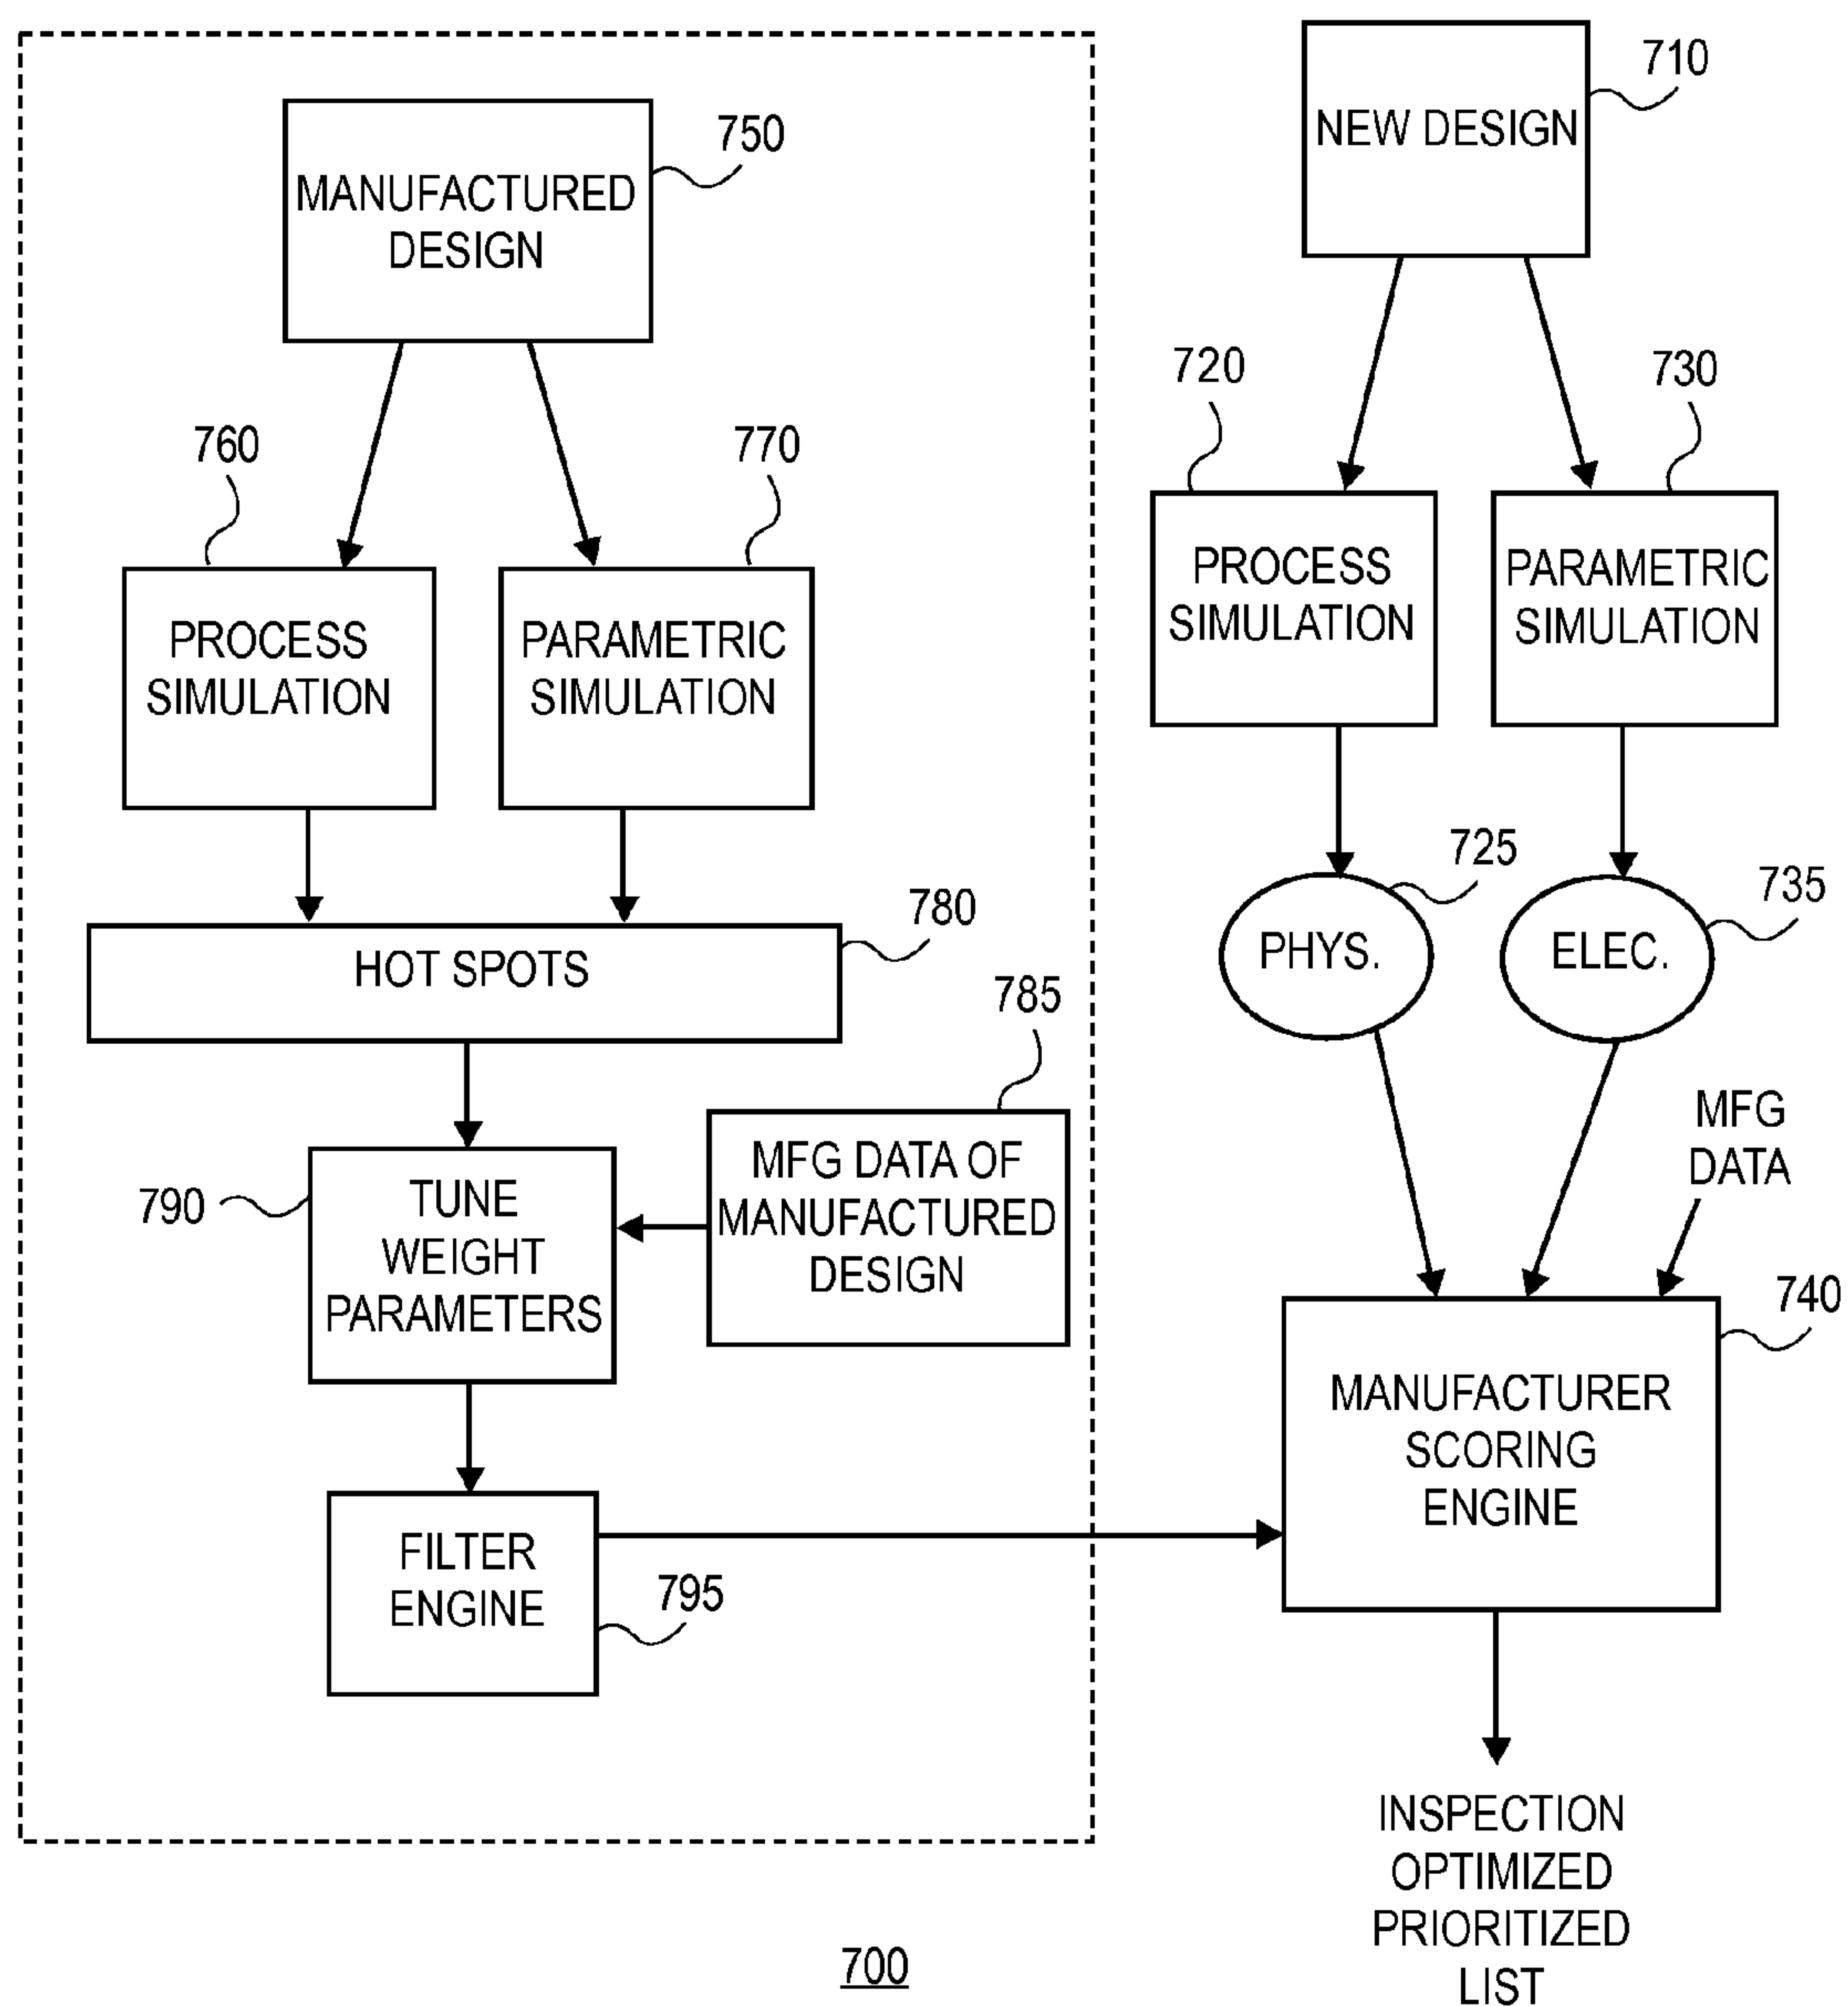 710
NEW DESIGN
750
MANUFACTURED
DESIGN
720
730
760
770
PROCESS
SIMULATION
PARAMETRIC
SIMULATION
PROCESS
SIMULATION
PARAMETRIC
SIMULATION
725
735
780
HOT SPOTS
PHYS.
ELEC.
785
MFG
DATA
790
TUNE
WEIGHT
PARAMETERS
MFG DATA OF
MANUFACTURED
DESIGN
740
MANUFACTURER
SCORING
ENGINE
FILTER
ENGINE
795
INSPECTION
OPTIMIZED
PRIORITIZED
LIST
700